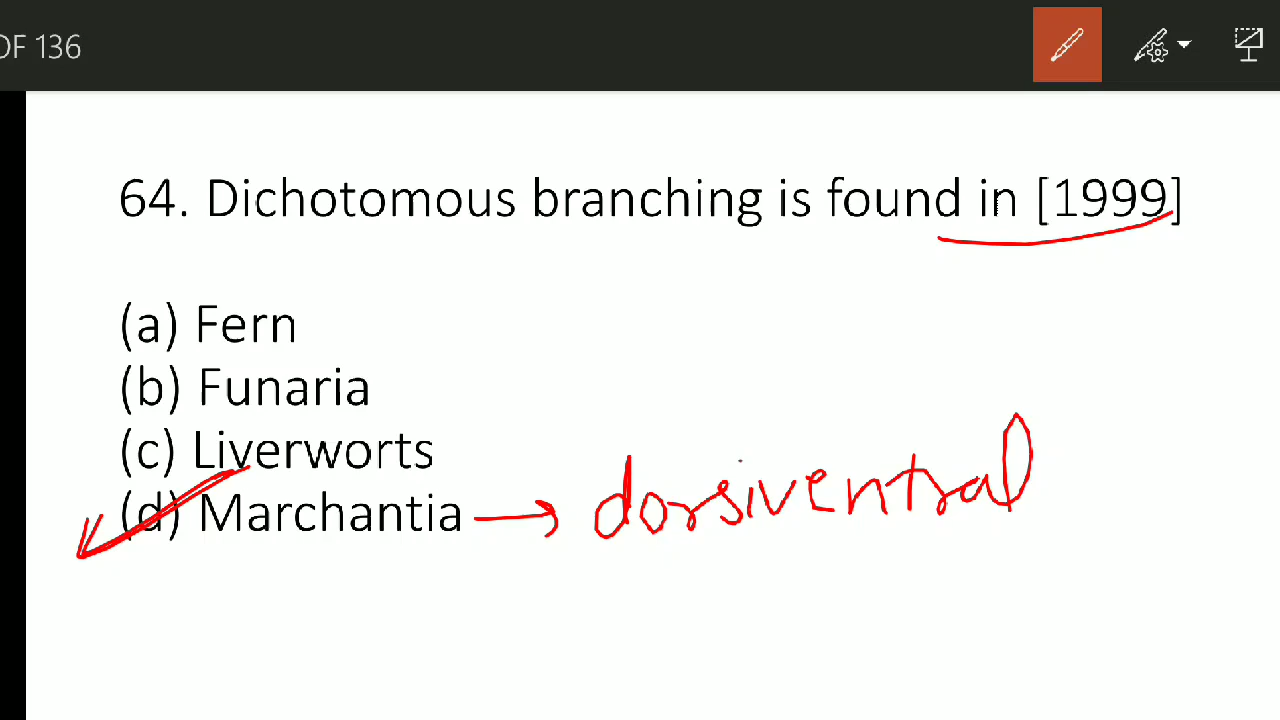 OF 136
64. Dichotomous branching is found in [1999]
(a) Fern
(b) Funaria
(c) Liverworts
(d) Marchantia → dorsiventral